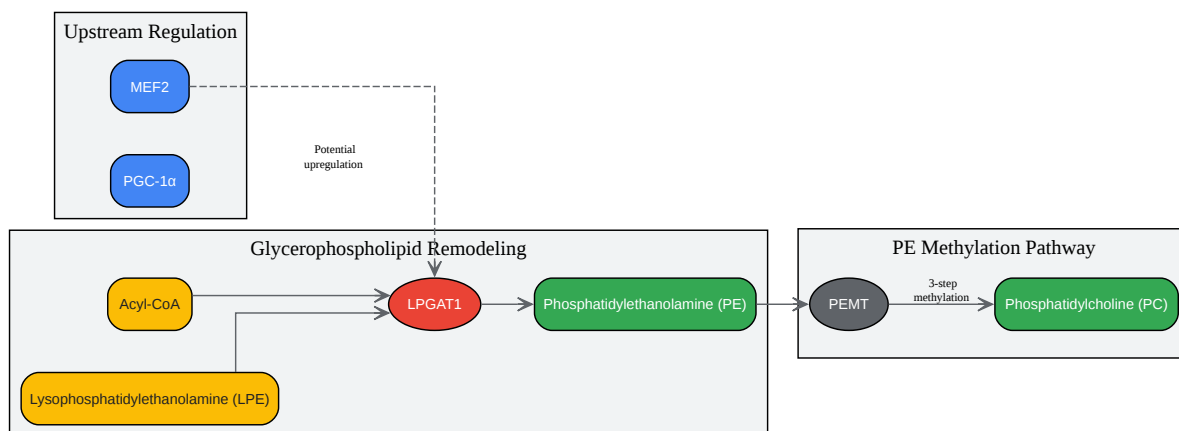 Upstream Regulation
MEF2
Potential
upregulation
PGC-1α
Glycerophospholipid Remodeling
PE Methylation Pathway
Acyl-CoA
LPGAT1
Phosphatidylethanolamine (PE)
PEMT
3-step
methylation
Phosphatidylcholine (PC)
Lysophosphatidylethanolamine (LPE)